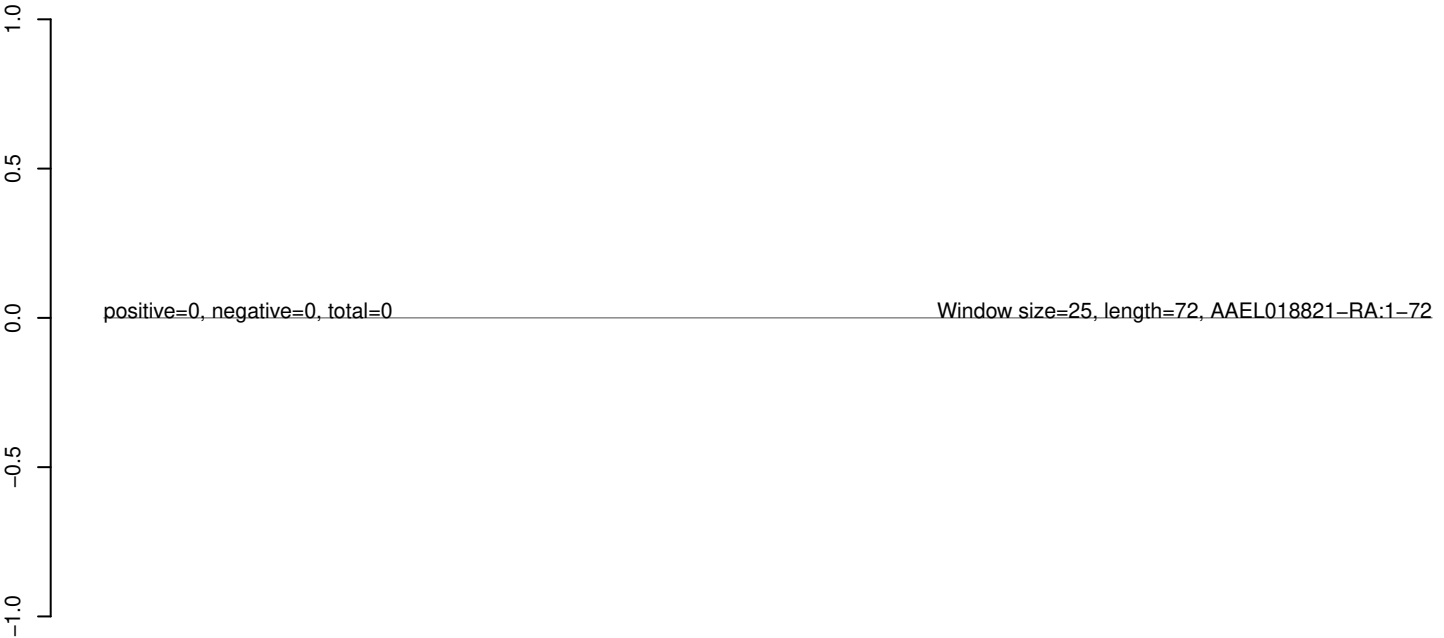 1.0
0.5
0.0
−0.5
−1.0
positive=0, negative=0, total=0
Window size=25, length=72, AAEL018821−RA:1−72